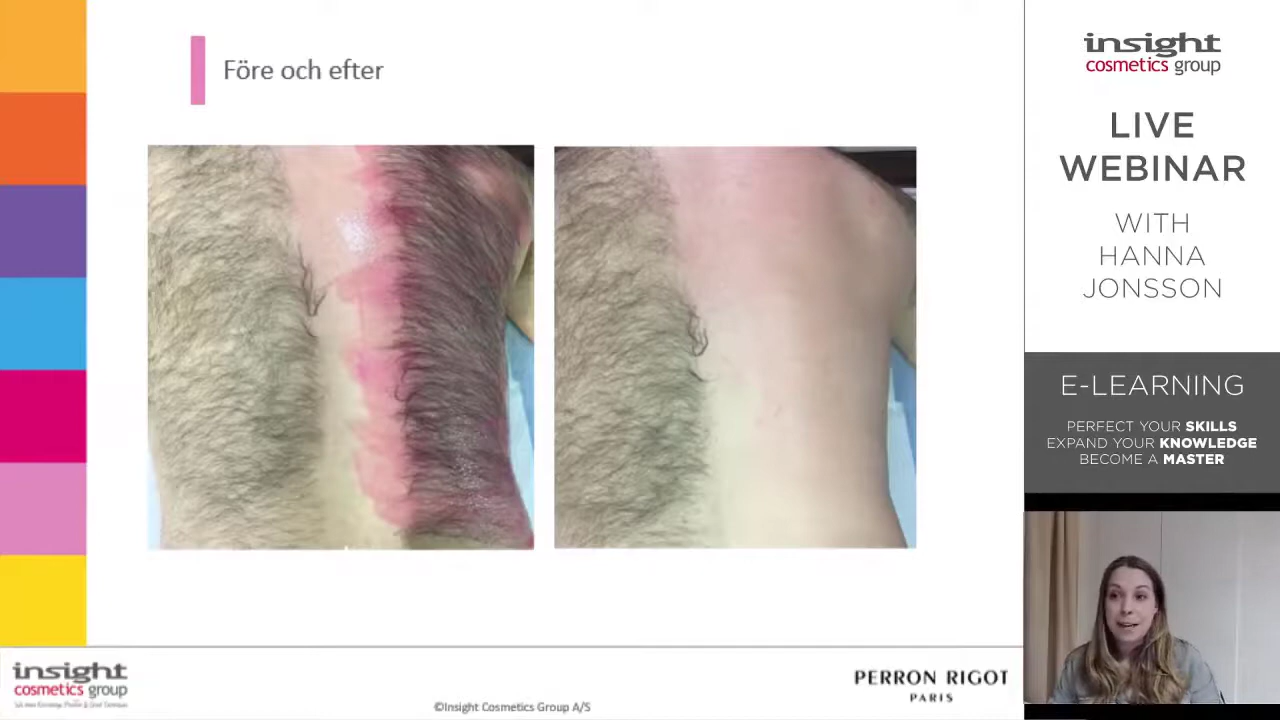 Före och efter
insight
cosmetics group
LIVE
WEBINAR
WITH
HANNA
JONSSON
E-LEARNING
PERFECT YOUR SKILLS
EXPAND YOUR KNOWLEDGE
BECOME A MASTER
insight
cosmetics group
©Insight Cosmetics Group A/S
PERRON RIGOT
PARIS